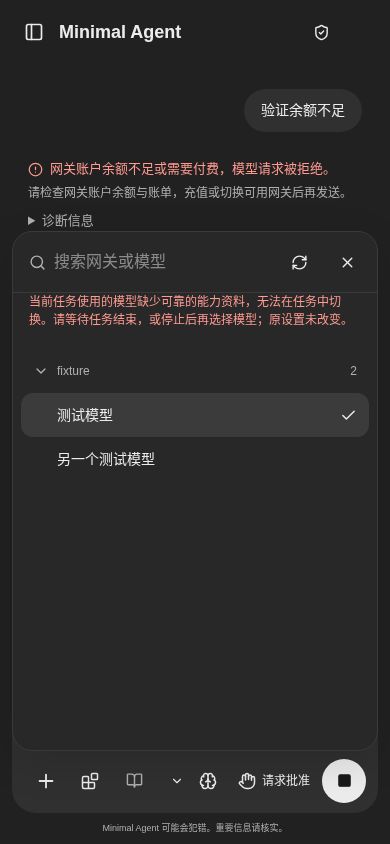 Minimal Agent
验证余额不足
网关账户余额不足或需要付费，模型请求被拒绝。
请检查网关账户余额与账单，充值或切换可用网关后再发送。
诊断信息
搜索网关或模型
当前任务使用的模型缺少可靠的能力资料，无法在任务中切
换。请等待任务结束，或停止后再选择模型；原设置未改变。
fixture 2
测试模型
另一个测试模型
请求批准
Minimal Agent 可能会犯错。重要信息请核实。